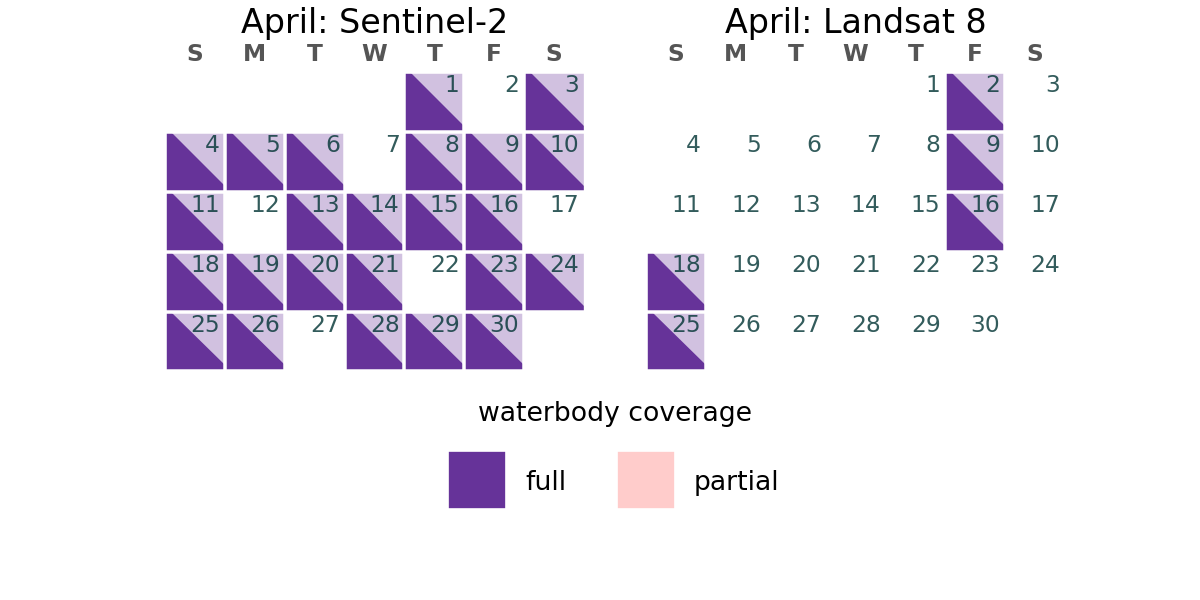 April: Sentinel-2
S M T W T F S
1 2 3
4 5 6 7 8 9 10
11 12 13 14 15 16 17
18 19 20 21 22 23 24
25 26 27 28 29 30
April: Landsat 8
S M T W T F S
1 2 3
4 5 6 7 8 9 10
11 12 13 14 15 16 17
18 19 20 21 22 23 24
25 26 27 28 29 30
waterbody coverage
full
partial